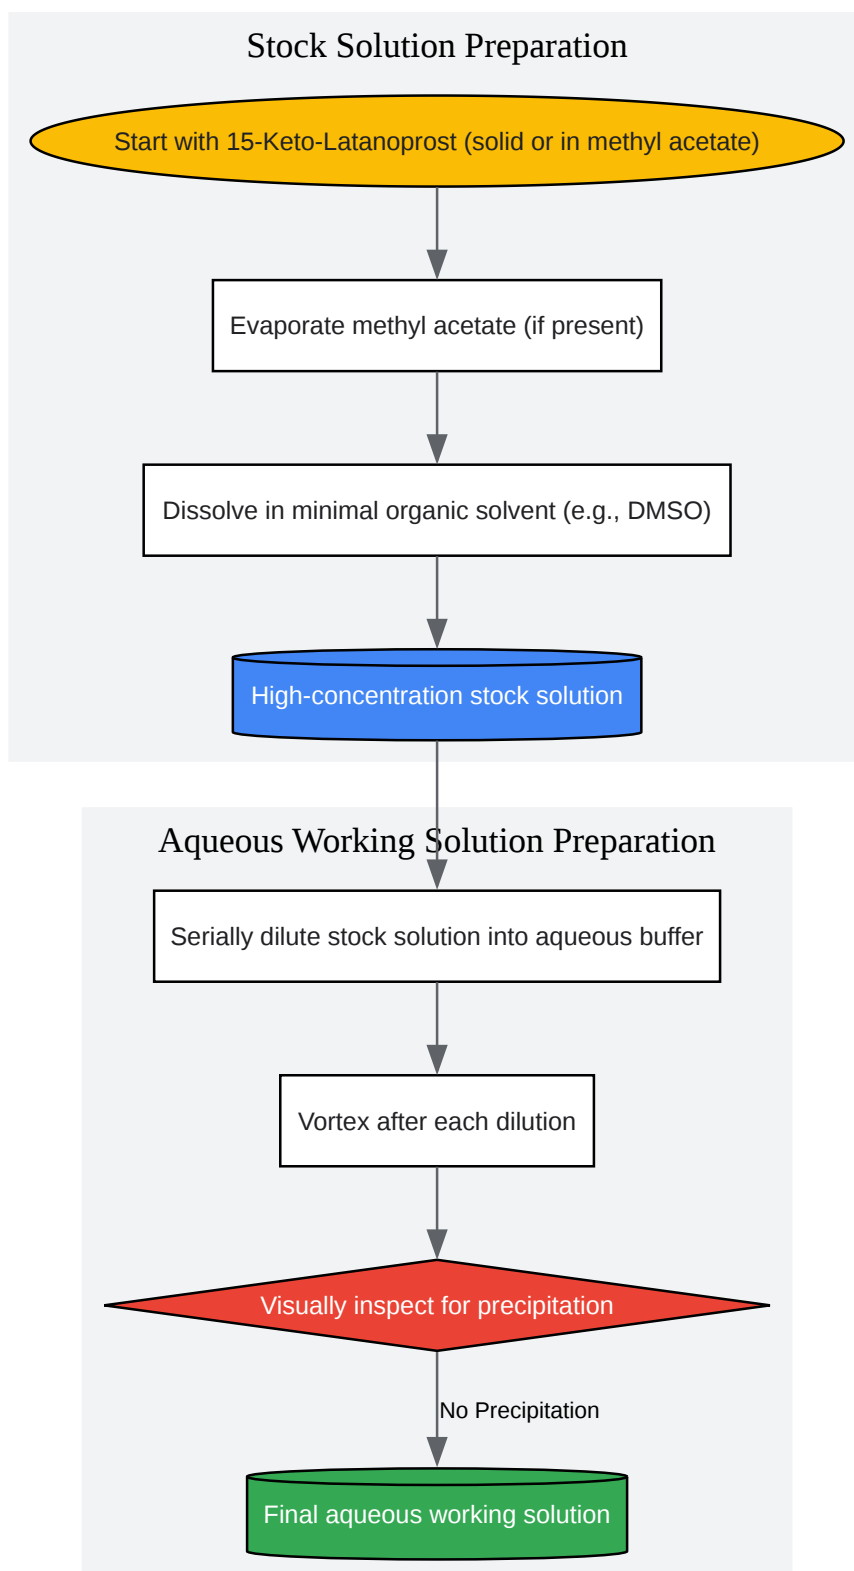 Stock Solution Preparation
Start with 15-Keto-Latanoprost (solid or in methyl acetate)
Evaporate methyl acetate (if present)
Dissolve in minimal organic solvent (e.g., DMSO)
High-concentration stock solution
Aqueous Working Solution Preparation
Serially dilute stock solution into aqueous buffer
Vortex after each dilution
Visually inspect for precipitation
No Precipitation
Final aqueous working solution